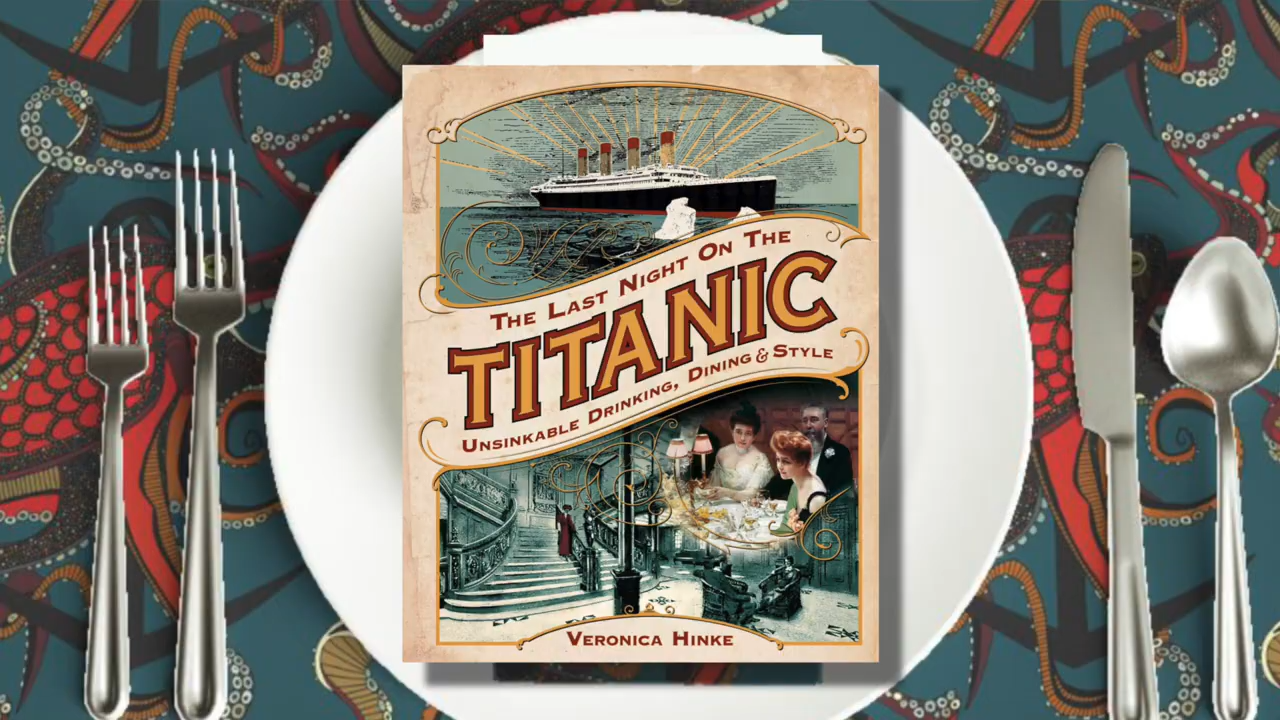 The Last Night On The
TITANIC
Unsinkable Drinking, Dining & Style
Veronica Hinke